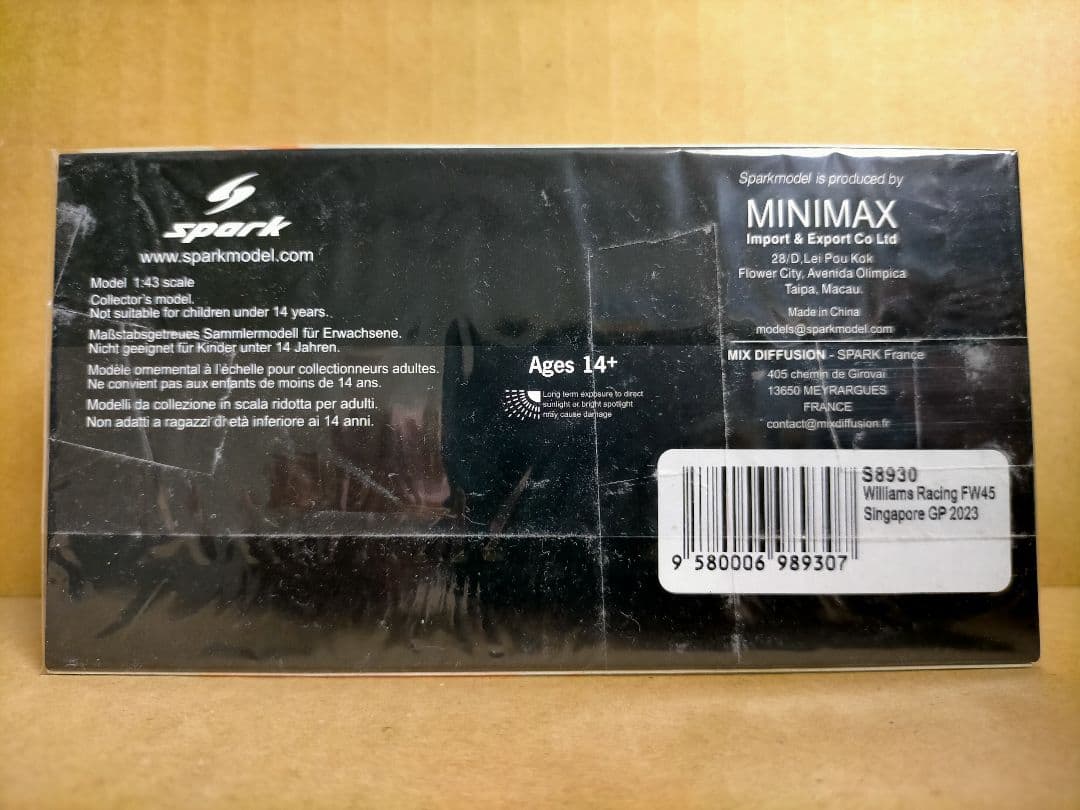 spark
www.sparkmodel.com
Model 1:43 scale
Collector's model.
Not suitable for children under 14 years.
Maßstabsgetreues Sammlermodell für Erwachsene.
Nicht geeignet für Kinder unter 14 Jahren.
Modèle ornemental à l'échelle pour collectionneurs adultes.
Ne convient pas aux enfants de moins de 14 ans.
Modelli da collezione in scala ridotta per adulti.
Non adatti a ragazzi di età inferiore ai 14 anni.
Ages 14+
Long term exposure to direct
sunlight or bright spotlight
may cause damage
Sparkmodel is produced by
MINIMAX
Import & Export Co Ltd
28/D,Lei Pou Kok
Flower City, Avenida Olimpica
Taipa, Macau.
Made in China
models@sparkmodel.com
MIX DIFFUSION - SPARK France
405 chemin de Girovai
13650 MEYRARGUES
FRANCE
contact@mixdiffusion.fr
S8930
Williams Racing FW45
Singapore GP 2023
9 580006 989307